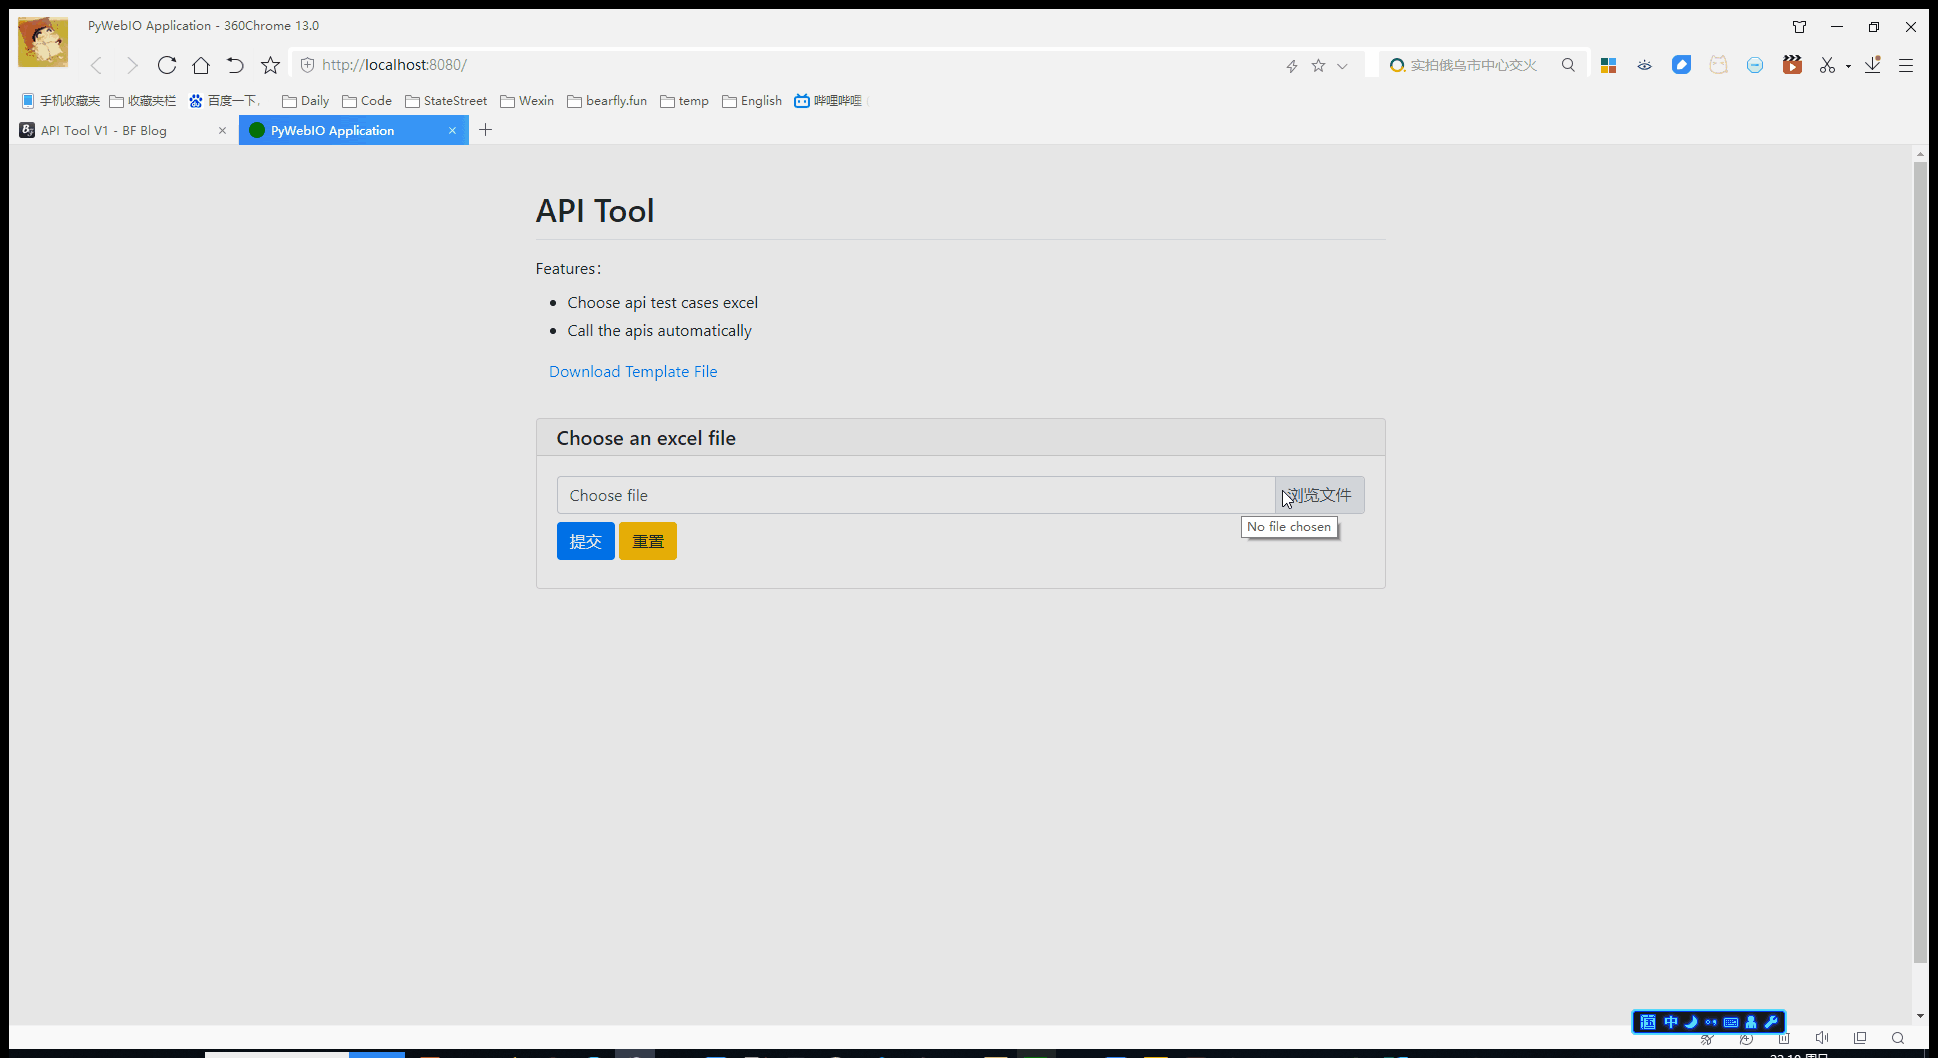 PyWebIO Application - 360Chrome 13.0
http://localhost:8080/
实拍俄乌市中心交火
手机收藏夹 收藏夹栏 百度一下, Daily Code StateStreet Wexin bearfly.fun temp English 哔哩哔哩
API Tool V1 - BF Blog
PyWebIO Application
API Tool
Features:
Choose api test cases excel
Call the apis automatically
Download Template File
Choose an excel file
Choose file
浏览文件
No file chosen
提交 重置
中